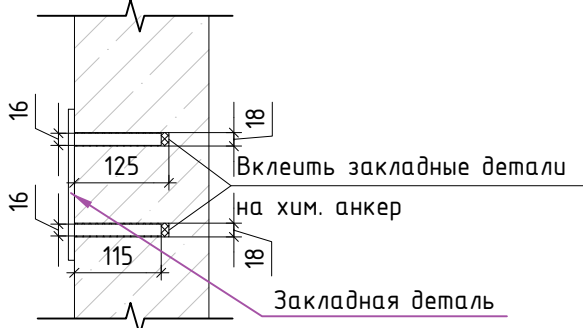 16
18
125
Вклеить закладные детали
на хим. анкер
16
18
115
Закладная деталь